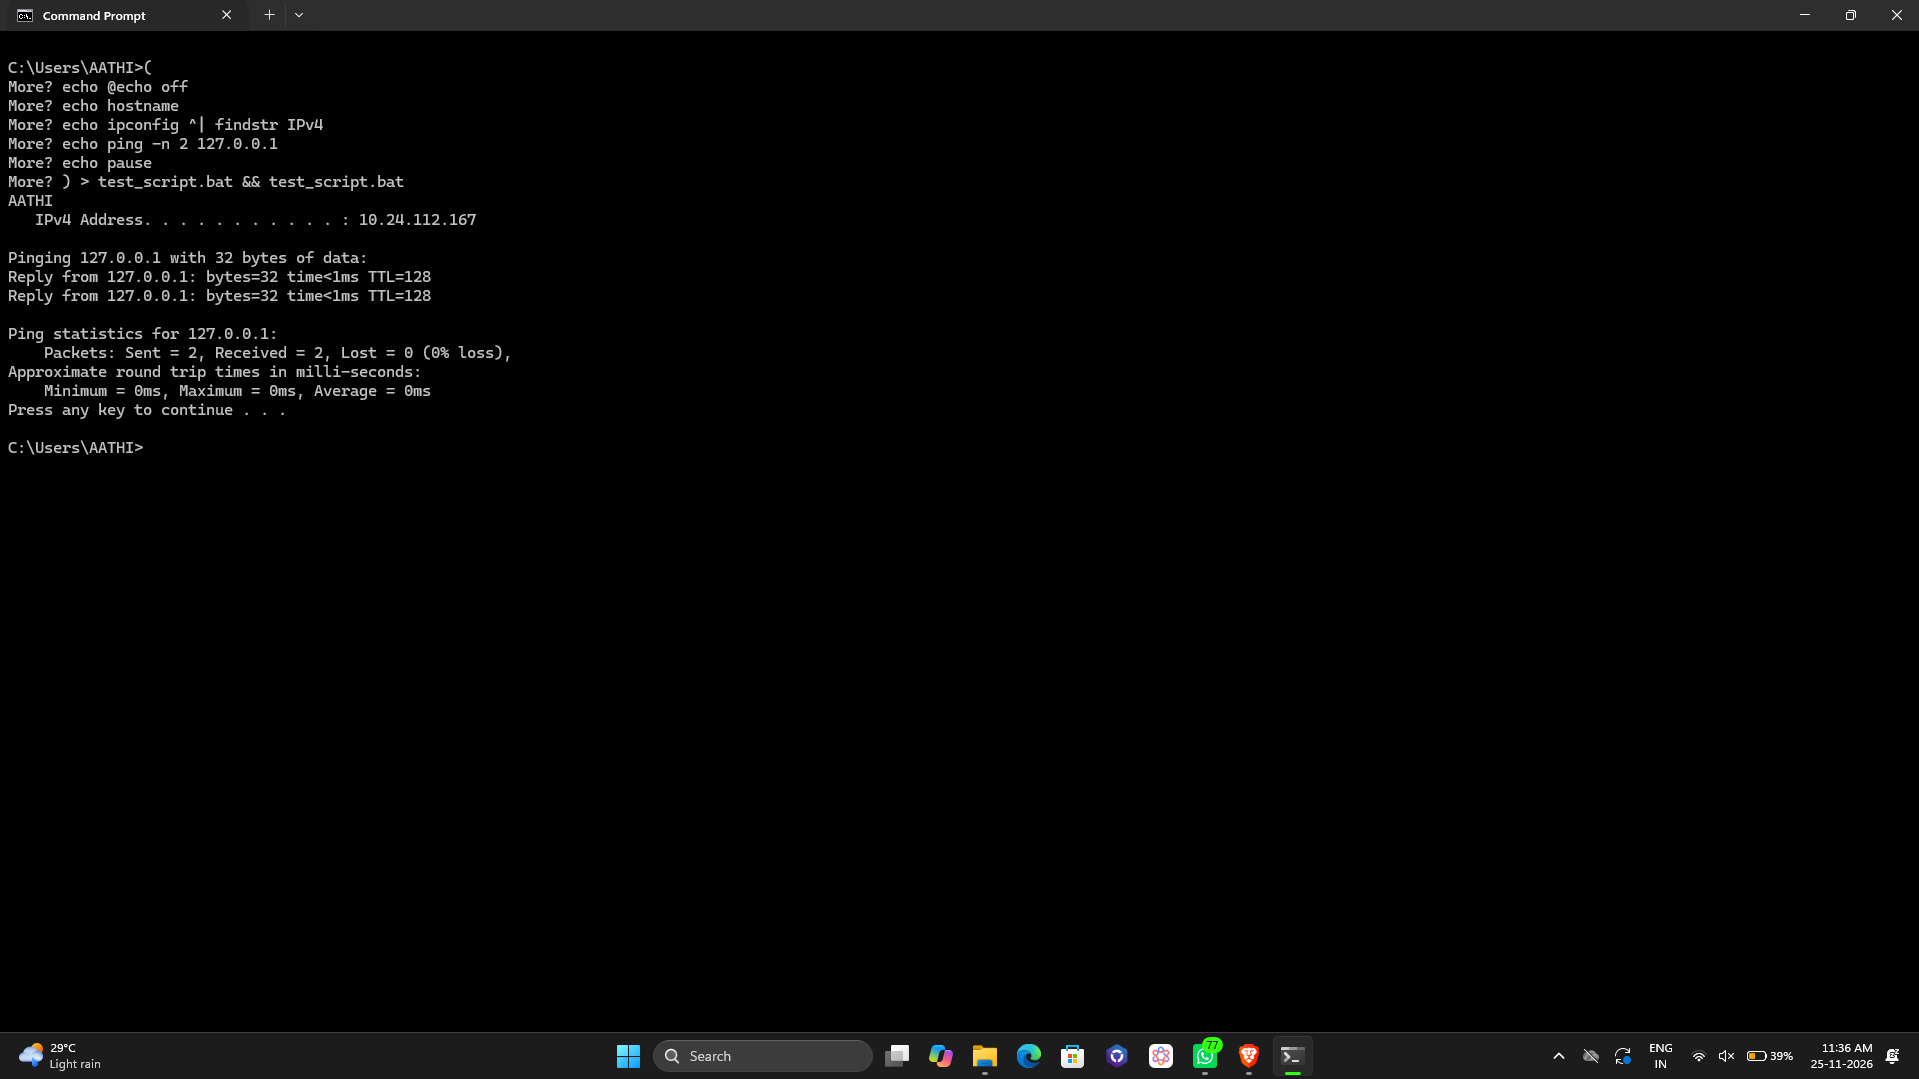 Command Prompt
C:\Users\AATHI>(
More? echo @echo off
More? echo hostname
More? echo ipconfig ^| findstr IPv4
More? echo ping -n 2 127.0.0.1
More? echo pause
More? ) > test_script.bat && test_script.bat
AATHI
   IPv4 Address. . . . . . . . . . . : 10.24.112.167
Pinging 127.0.0.1 with 32 bytes of data:
Reply from 127.0.0.1: bytes=32 time<1ms TTL=128
Reply from 127.0.0.1: bytes=32 time<1ms TTL=128
Ping statistics for 127.0.0.1:
    Packets: Sent = 2, Received = 2, Lost = 0 (0% loss),
Approximate round trip times in milli-seconds:
    Minimum = 0ms, Maximum = 0ms, Average = 0ms
Press any key to continue . . .
C:\Users\AATHI>
29°C
Light rain
Search
77
ENG
IN
39%
11:36 AM
25-11-2026